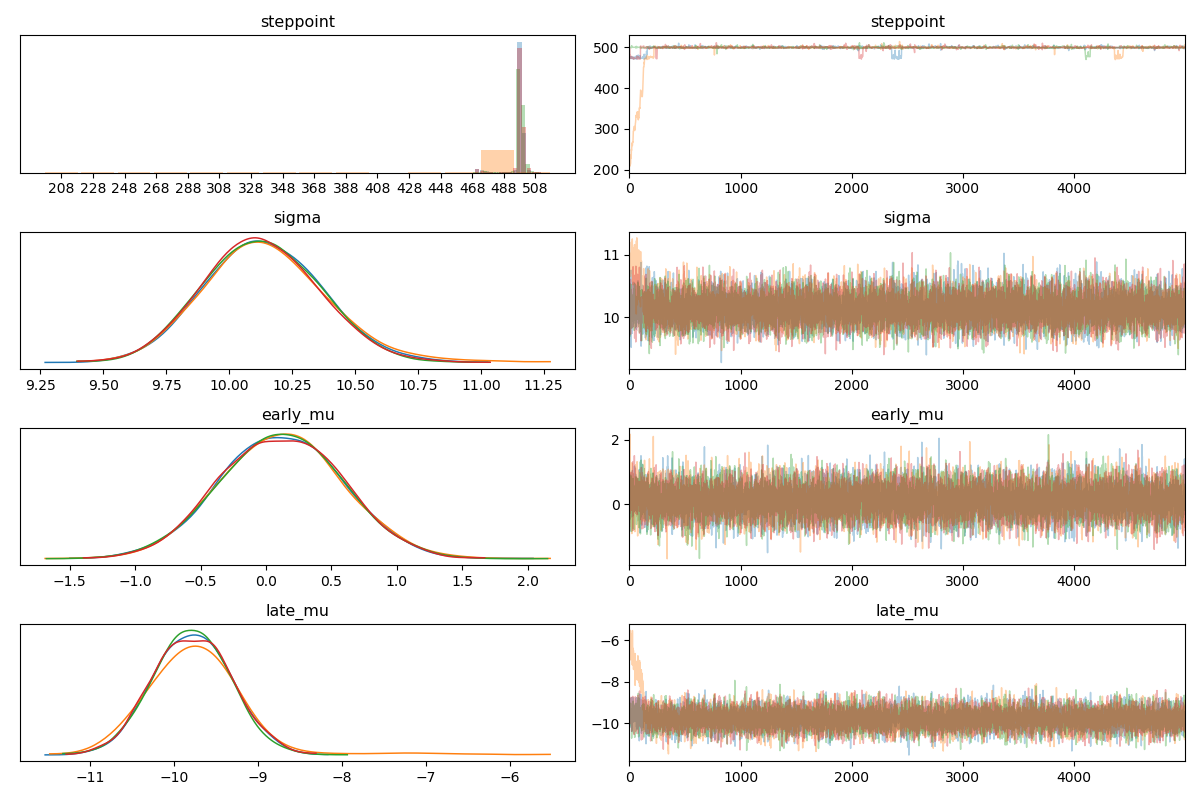 steppoint
steppoint
208 228 248 268 288 308 328 348 368 388 408 428 448 468 488 508
500
400
300
200
0 1000 2000 3000 4000
sigma
sigma
9.25 9.50 9.75 10.00 10.25 10.50 10.75 11.00 11.25
11
10
0 1000 2000 3000 4000
early_mu
early_mu
−1.5 −1.0 −0.5 0.0 0.5 1.0 1.5 2.0
2
0
0 1000 2000 3000 4000
late_mu
late_mu
−11 −10 −9 −8 −7 −6
−6
−8
−10
0 1000 2000 3000 4000